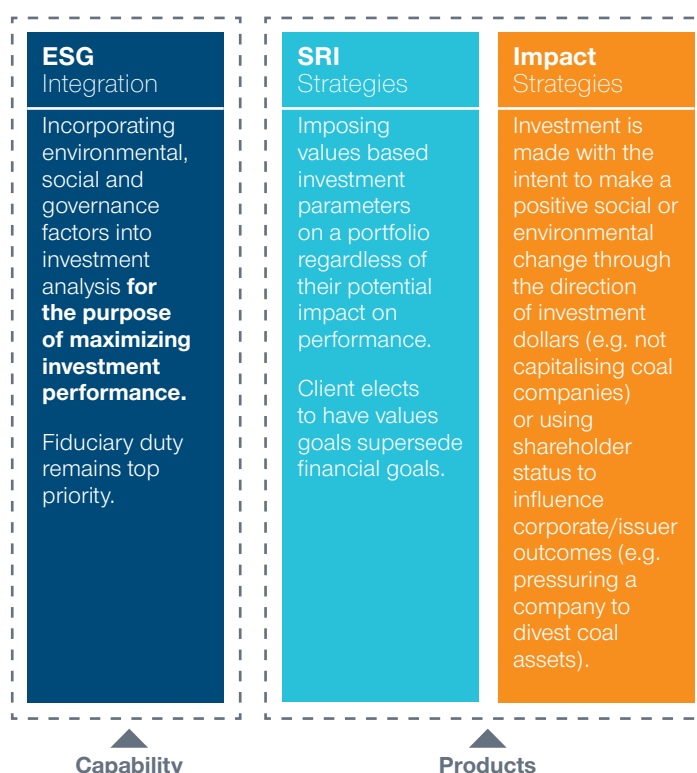 ESG
Integration
Incorporating
environmental,
social and
governance
factors into
investment
analysis for
the purpose
of maximizing
investment
performance.
Fiduciary duty
remains top
priority.
SRI
Strategies
Imposing
values based
investment
parameters
on a portfolio
regardless of
their potential
impact on
performance.
Client elects
to have values
goals supersede
financial goals.
Impact
Strategies
Investment is
made with the
intent to make a
positive social or
environmental
change through
the direction
of investment
dollars (e.g. not
capitalising coal
companies)
or using
shareholder
status to
influence
corporate/issuer
outcomes (e.g.
pressuring a
company to
divest coal
assets).
Capability
Products